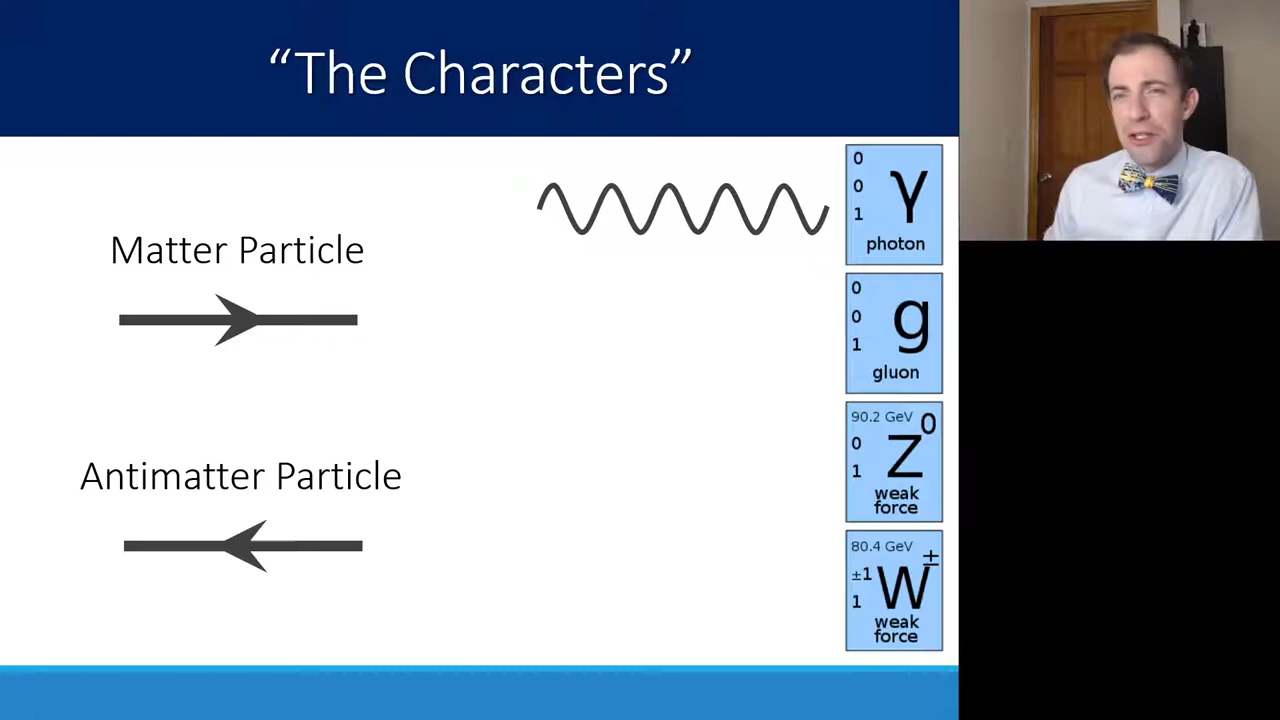 “The Characters”
Matter Particle
Antimatter Particle
0
0
1
γ
photon
0
0
1
g
gluon
90.2 GeV
0
0
1
Z
weak
force
80.4 GeV
±
±1
1
W
weak
force